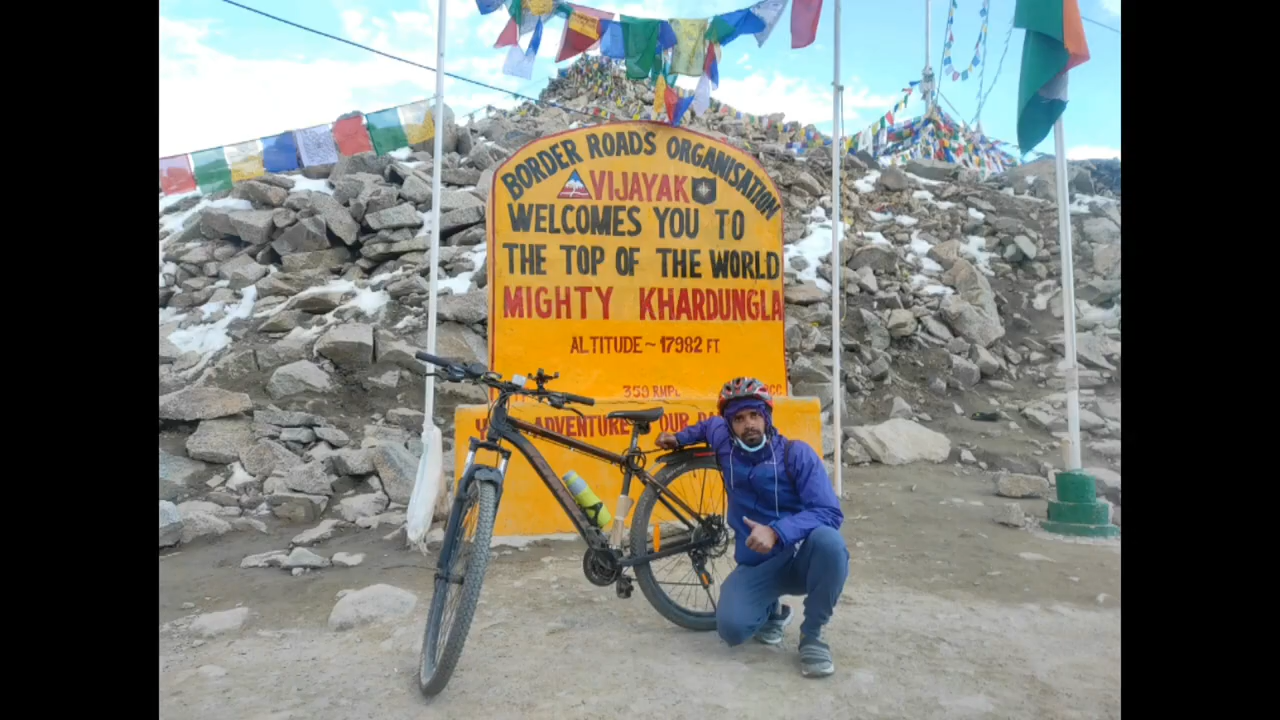 BORDER ROADS ORGANISATION
VIJAYAK
WELCOMES YOU TO
THE TOP OF THE WORLD
MIGHTY KHARDUNGLA
ALTITUDE ~ 17982 FT
ADVENTURE